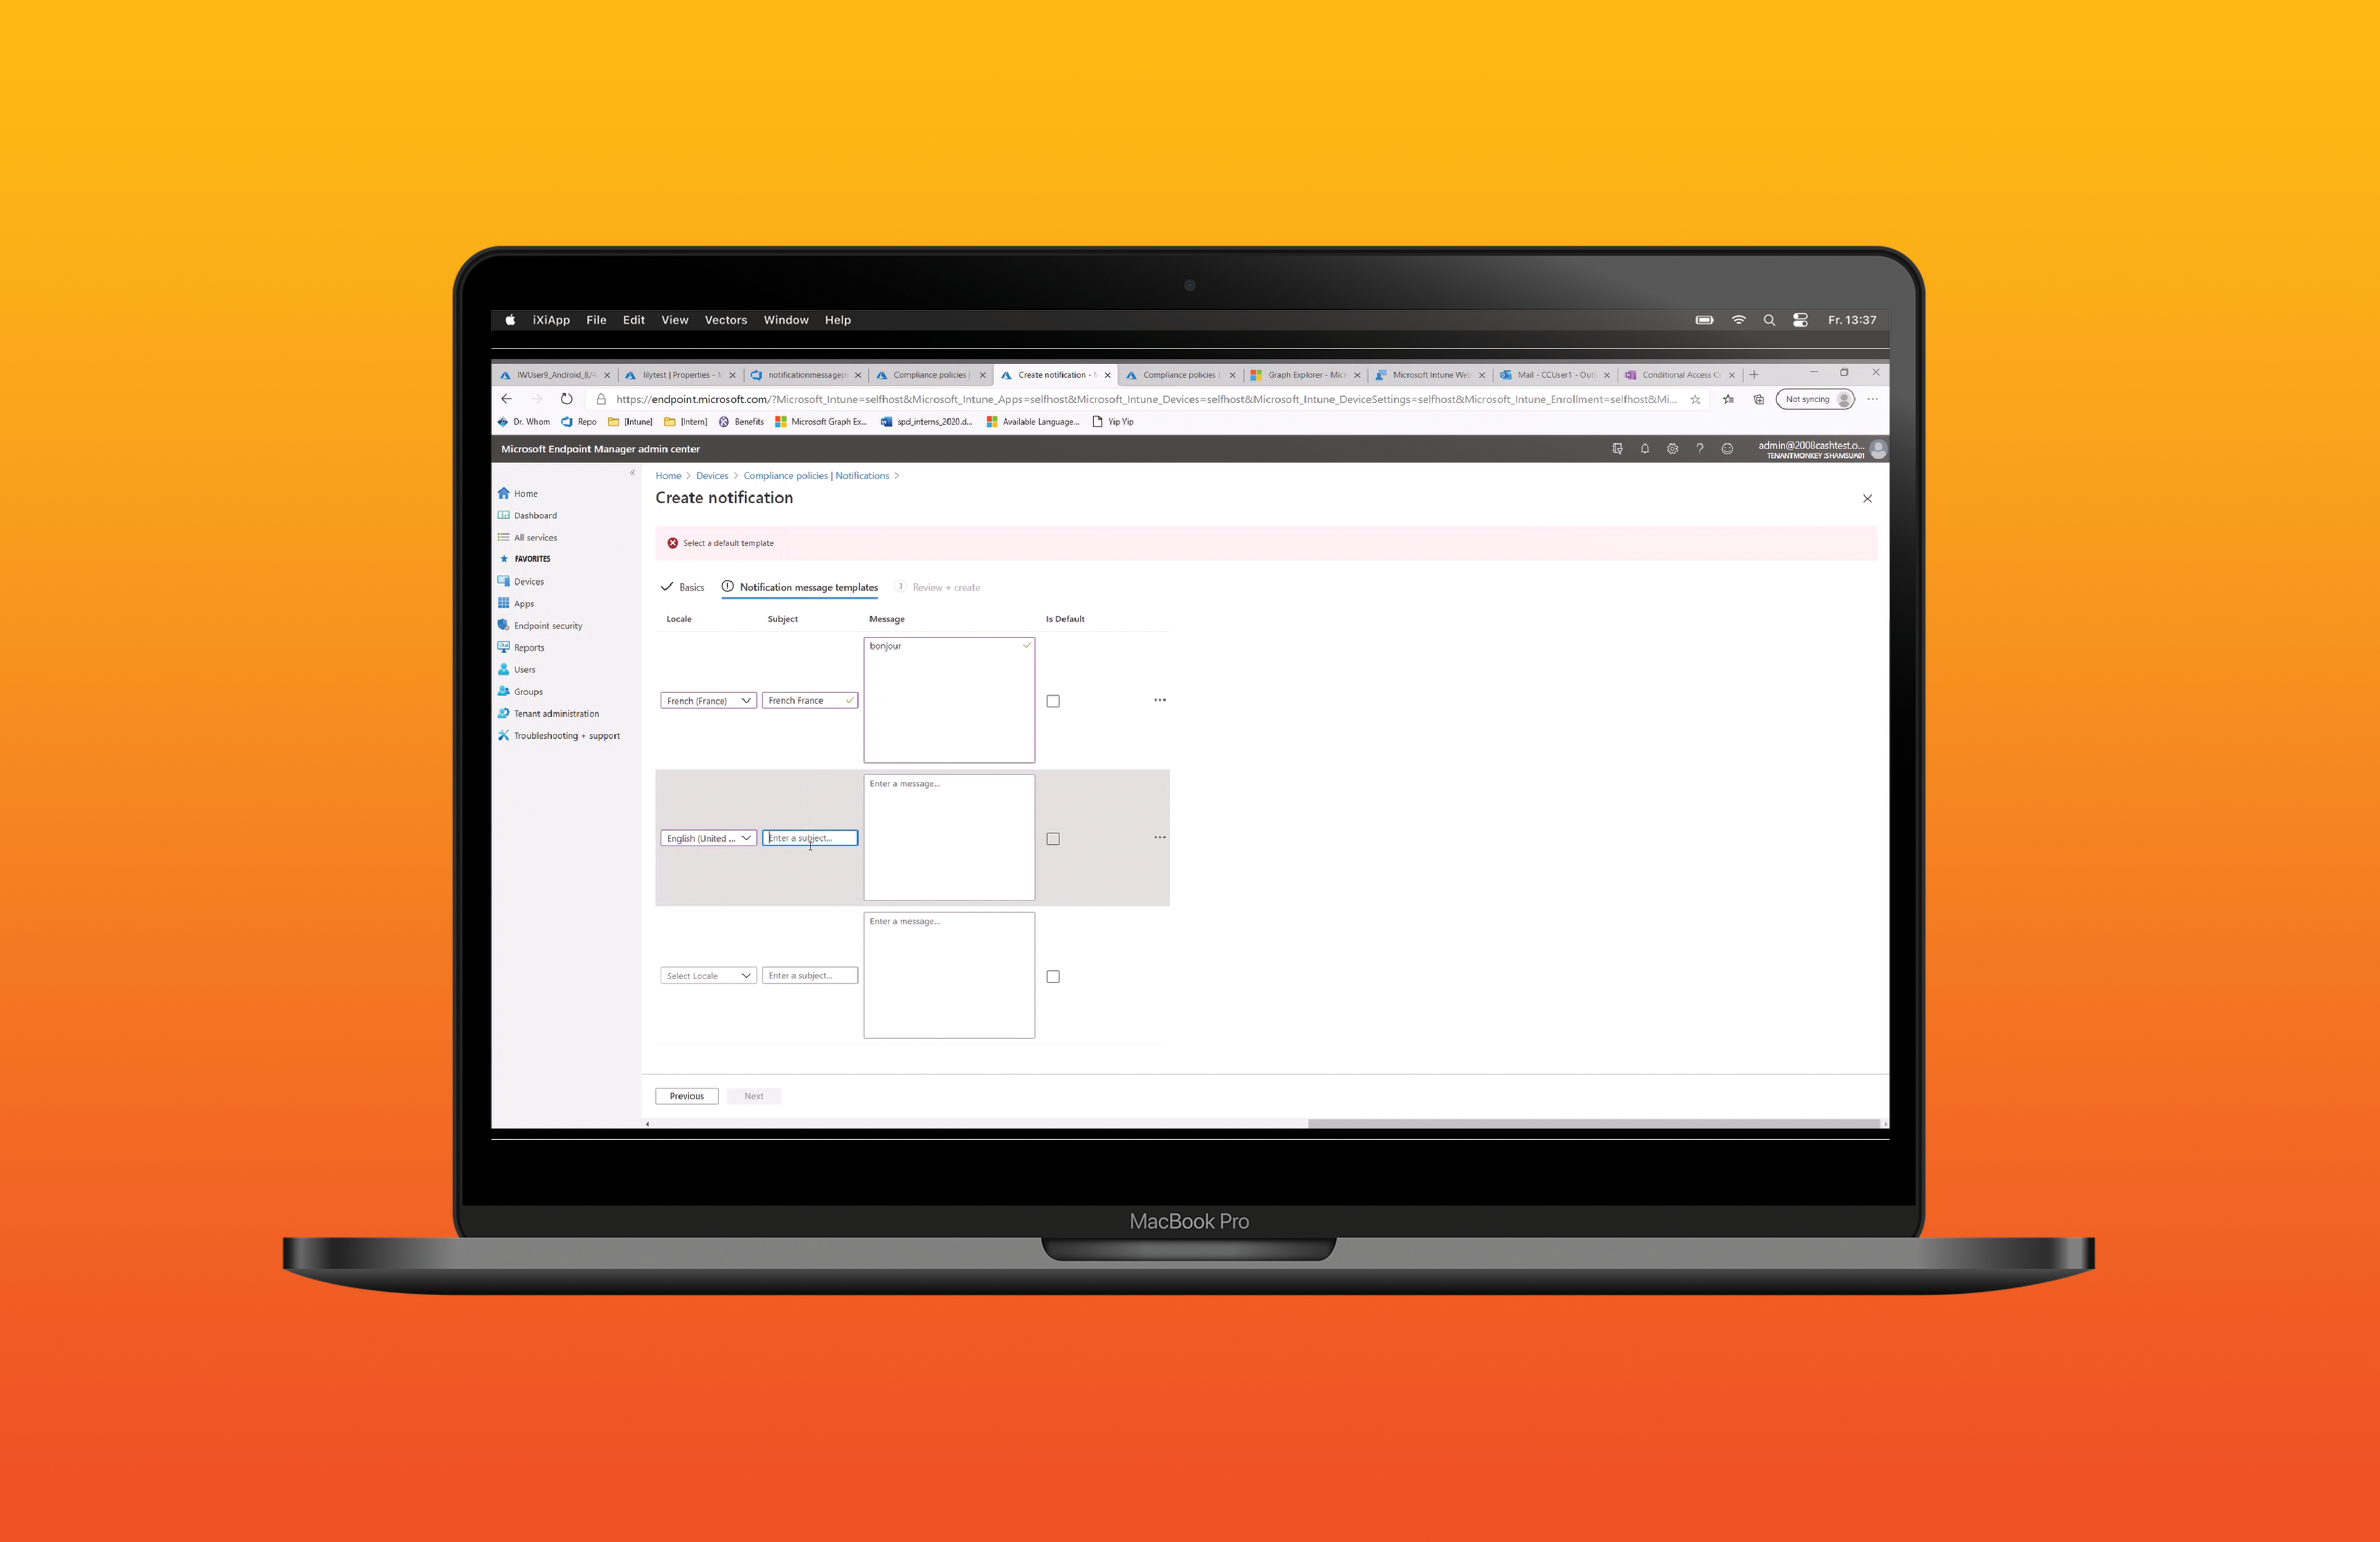 iXiApp File Edit View Vectors Window Help Fr. 13:37
IWUser9_Android_8/ lilytest | Properties - notificationmessagep Compliance policies | Create notification - Compliance policies | Graph Explorer - Micr Microsoft Intune Web Mail - CCUser1 - Out Conditional Access
https://endpoint.microsoft.com/?Microsoft_Intune=selfhost&Microsoft_Intune_Apps=selfhost&Microsoft_Intune_Devices=selfhost&Microsoft_Intune_DeviceSettings=selfhost&Microsoft_Intune_Enrollment=selfhost&Mi... Not syncing
Dr. Whom Repo [Intune] [Intern] Benefits Microsoft Graph Ex... spd_interns_2020.d... Available Language... Yip Yip
Microsoft Endpoint Manager admin center
admin@2008cashtest.o...
TENANTMONKEY:SHAMSUA01
Home
Dashboard
All services
FAVORITES
Devices
Apps
Endpoint security
Reports
Users
Groups
Tenant administration
Troubleshooting + support
Home > Devices > Compliance policies | Notifications >
Create notification
Select a default template
Basics Notification message templates 3 Review + create
Locale Subject Message Is Default
bonjour
French (France) French France
Enter a message...
English (United ... Enter a subject...
Enter a message...
Select Locale Enter a subject...
Previous Next
MacBook Pro